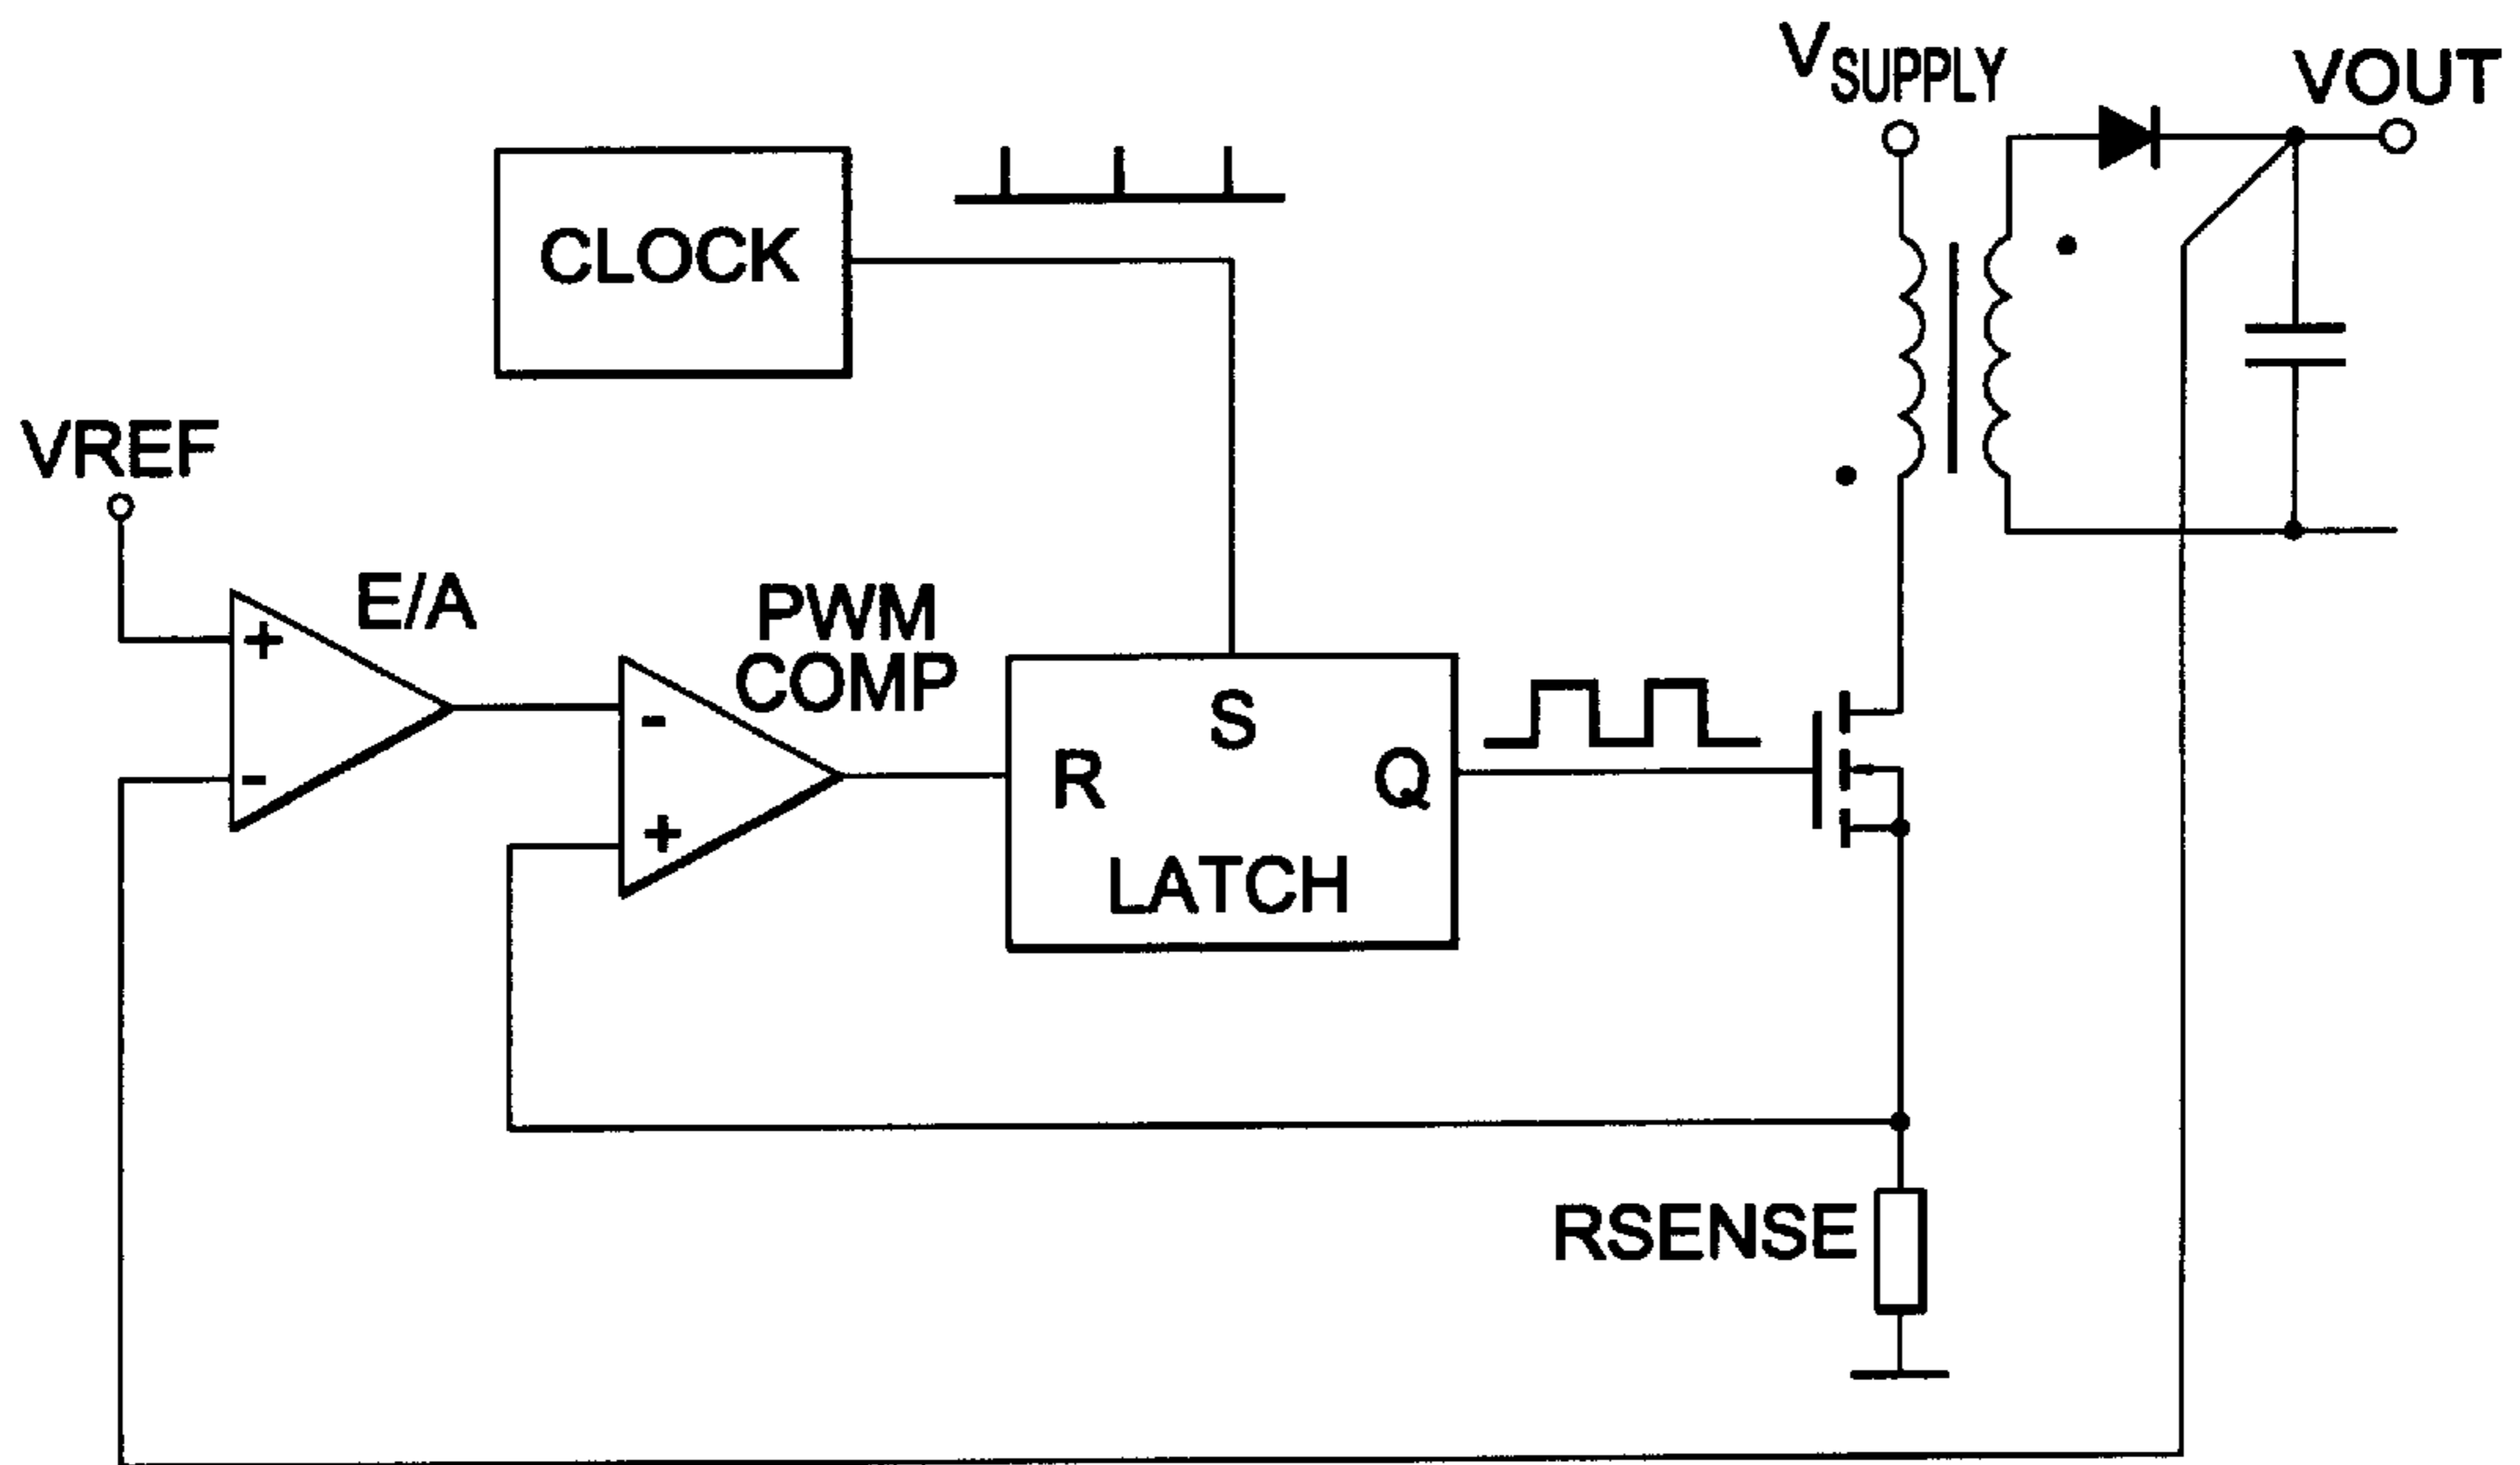 VSUPPLY
VOUT
CLOCK
VREF
E/A
PWM
COMP
+
-
-
+
S
R
Q
LATCH
RSENSE